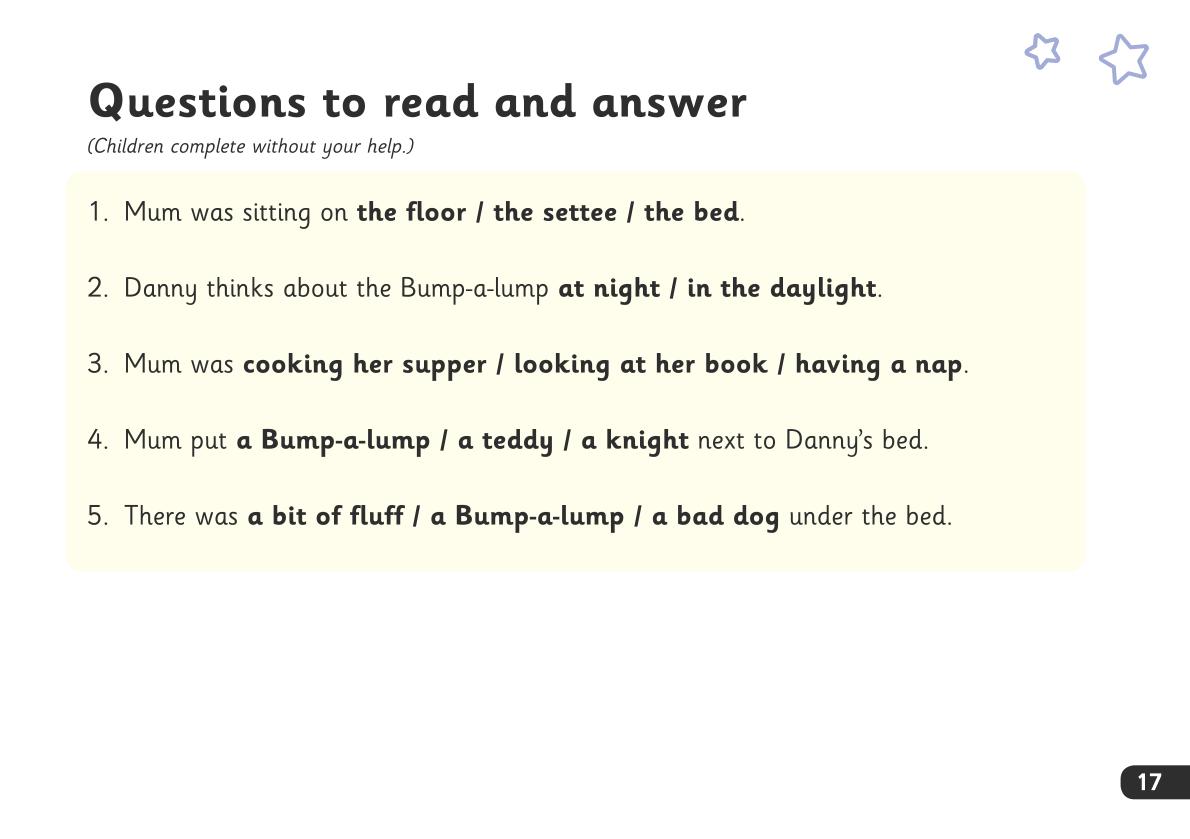 Questions to read and answer
(Children complete without your help.)
1. Mum was sitting on the floor / the settee / the bed.
2. Danny thinks about the Bump-a-lump at night / in the daylight.
3. Mum was cooking her supper / looking at her book / having a nap.
4. Mum put a Bump-a-lump / a teddy / a knight next to Danny’s bed.
5. There was a bit of fluff / a Bump-a-lump / a bad dog under the bed.
17